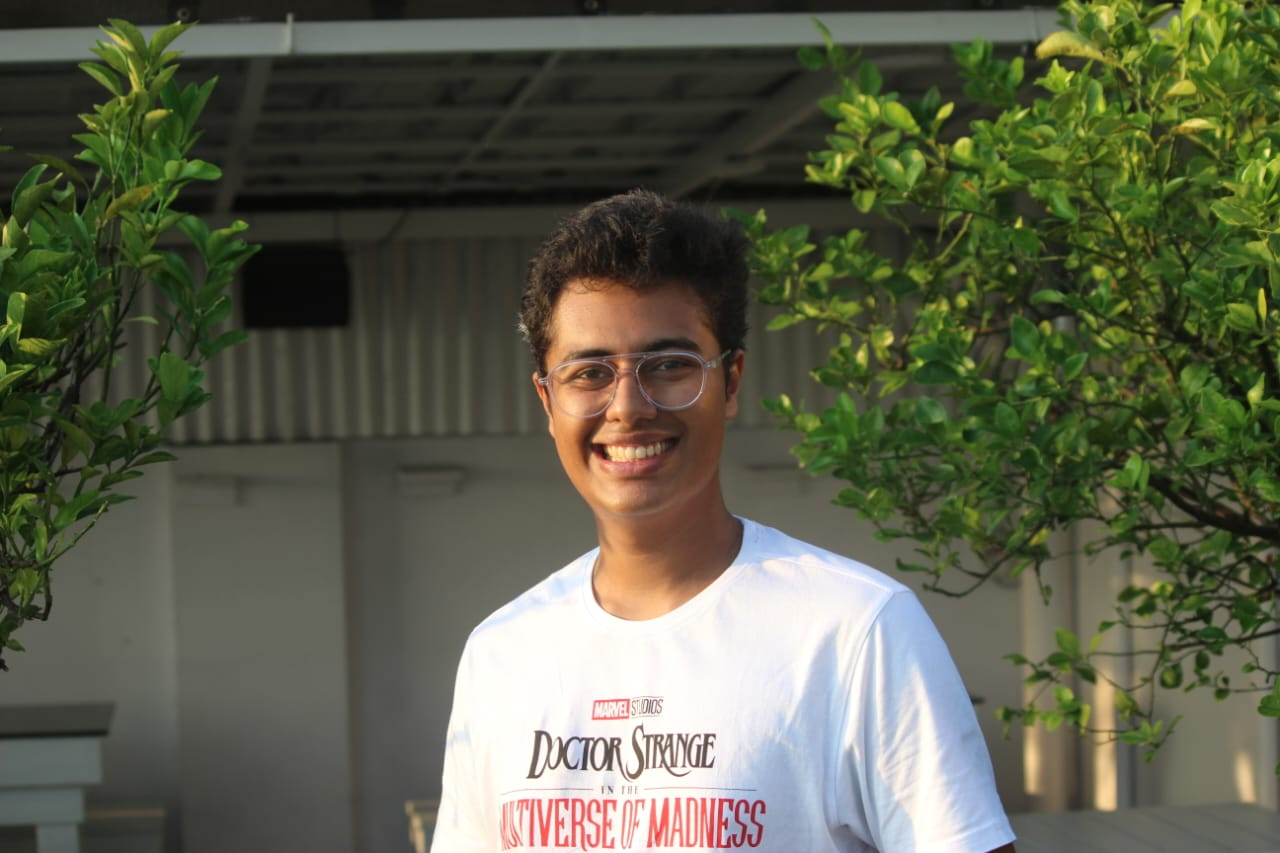 MARVEL STUDIOS
DOCTOR STRANGE
IN THE
MULTIVERSE OF MADNESS